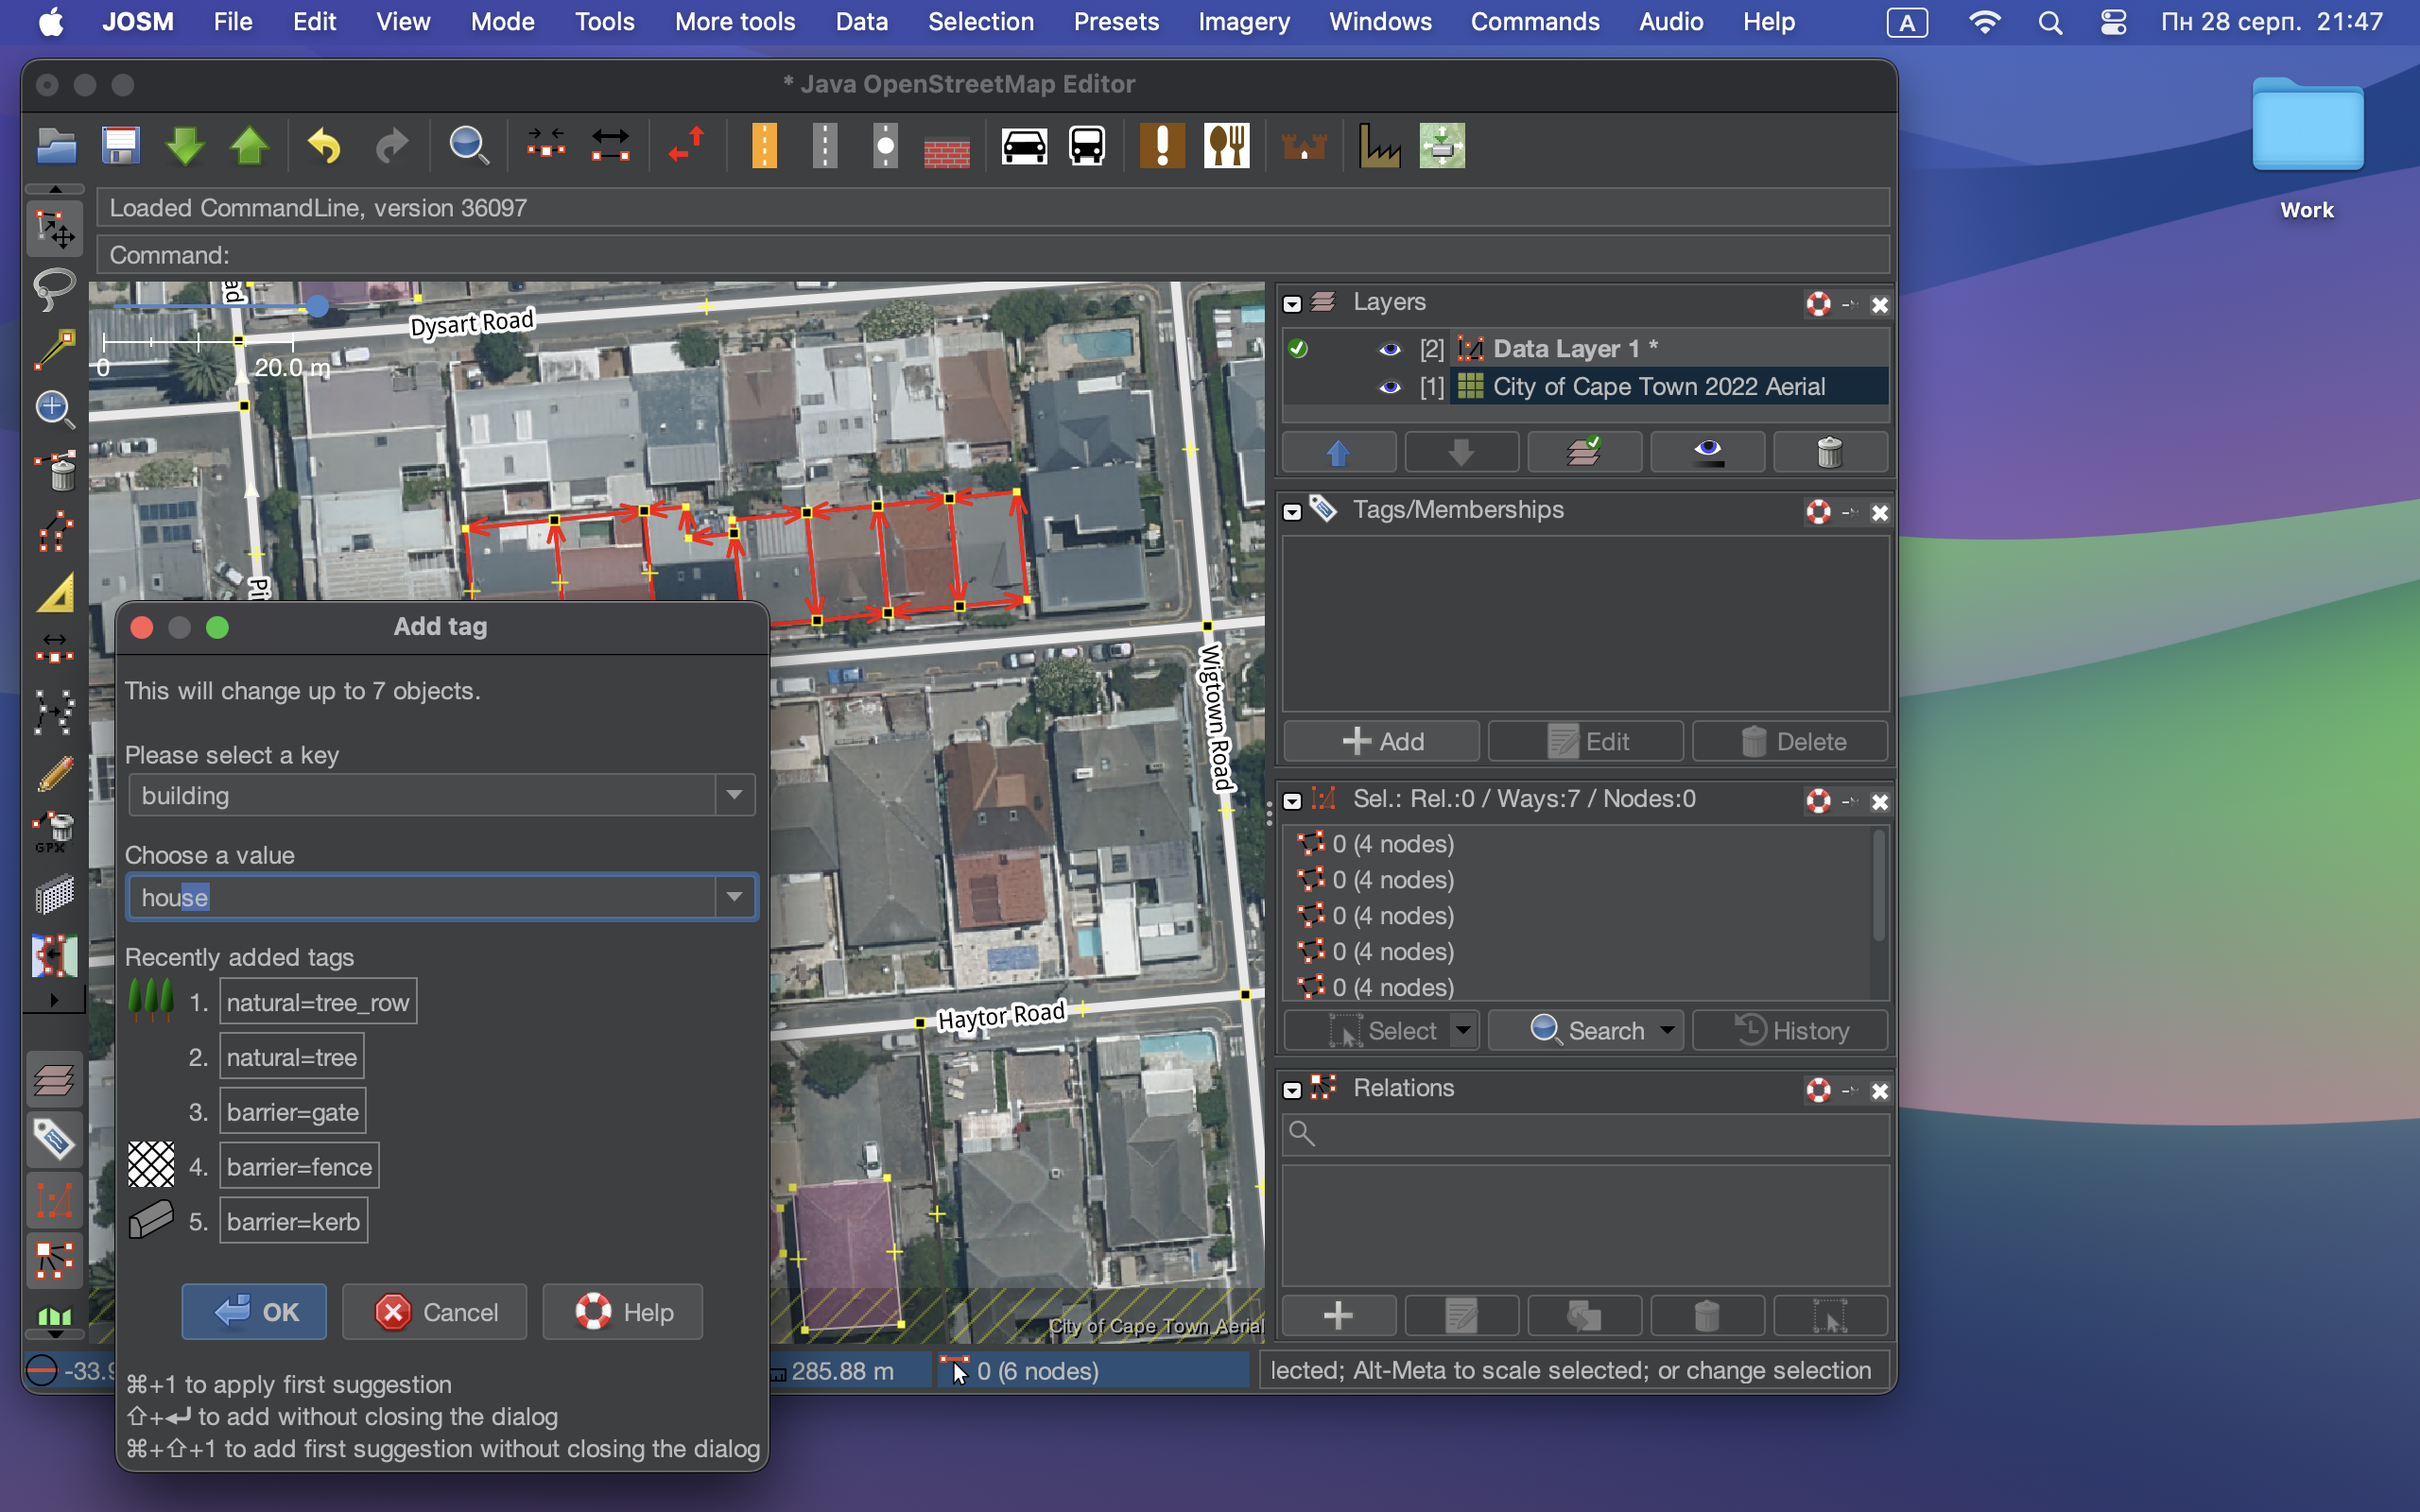 JOSM File Edit View Mode Tools More tools Data Selection Presets Imagery Windows Commands Audio Help A Пн 28 серп. 21:47
* Java OpenStreetMap Editor
Work
Loaded CommandLine, version 36097
Command:
Dysart Road
0
20.0 m
Wigtown Road
Haytor Road
City of Cape Town Aerial
Layers
[2] Data Layer 1 *
[1] City of Cape Town 2022 Aerial
Tags/Memberships
Add Edit Delete
Sel.: Rel.:0 / Ways:7 / Nodes:0
0 (4 nodes)
0 (4 nodes)
0 (4 nodes)
0 (4 nodes)
0 (4 nodes)
Select Search History
Relations
GPX
Add tag
This will change up to 7 objects.
Please select a key
building
Choose a value
house
Recently added tags
1. natural=tree_row
2. natural=tree
3. barrier=gate
4. barrier=fence
5. barrier=kerb
OK Cancel Help
⌘+1 to apply first suggestion
⇧+↵ to add without closing the dialog
⌘+⇧+1 to add first suggestion without closing the dialog
-33.9
285.88 m
0 (6 nodes)
lected; Alt-Meta to scale selected; or change selection